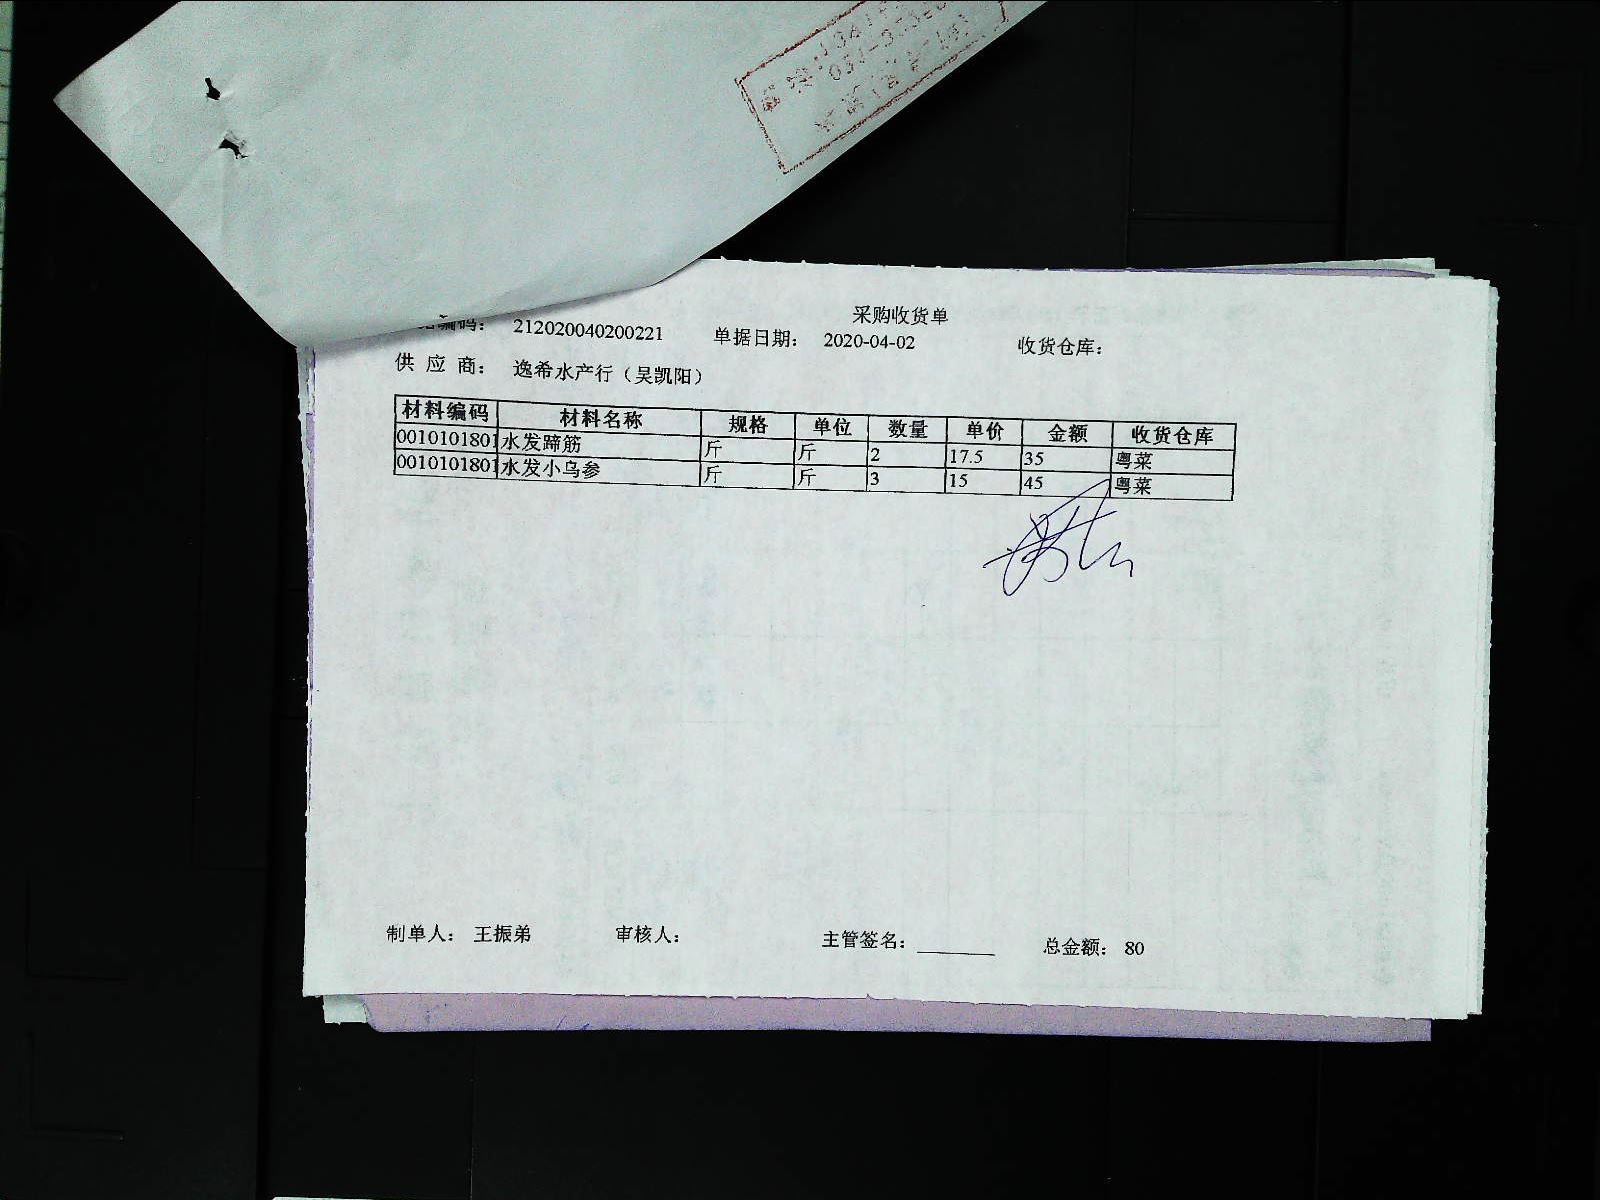 采购收货单
编码： 212020040200221 单据日期： 2020-04-02 收货仓库：
供 应 商： 逸希水产行（吴凯阳）
材料编码 材料名称 规格 单位 数量 单价 金额 收货仓库
0010101801 水发蹄筋 斤 斤 2 17.5 35 粤菜
0010101801 水发小乌参 斤 斤 3 15 45 粤菜
制单人： 王振弟 审核人： 主管签名： 总金额： 80